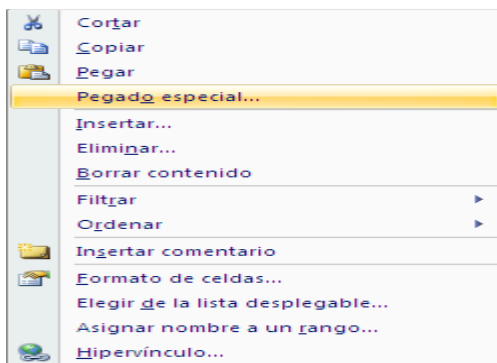 Cortar
Copiar
Pegar
Pegado especial...
Insertar...
Eliminar...
Borrar contenido
Filtrar
Ordenar
Insertar comentario
Formato de celdas...
Elegir de la lista desplegable...
Asignar nombre a un rango...
Hipervínculo...